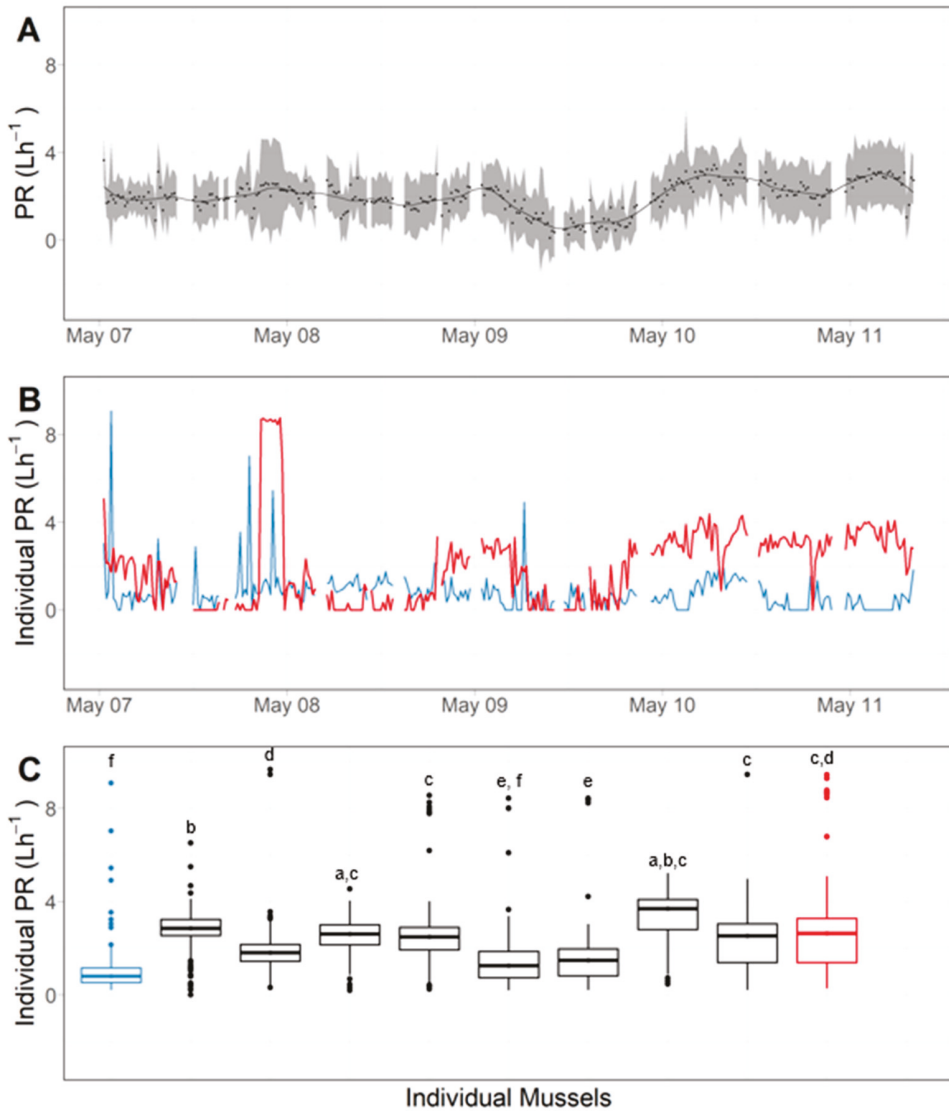 A
PR (Lh⁻¹)
8
4
0
May 07 May 08 May 09 May 10 May 11
B
Individual PR (Lh⁻¹)
8
4
0
May 07 May 08 May 09 May 10 May 11
C
Individual PR (Lh⁻¹)
8
4
0
f b d a,c c e, f e a,b,c c c,d
Individual Mussels